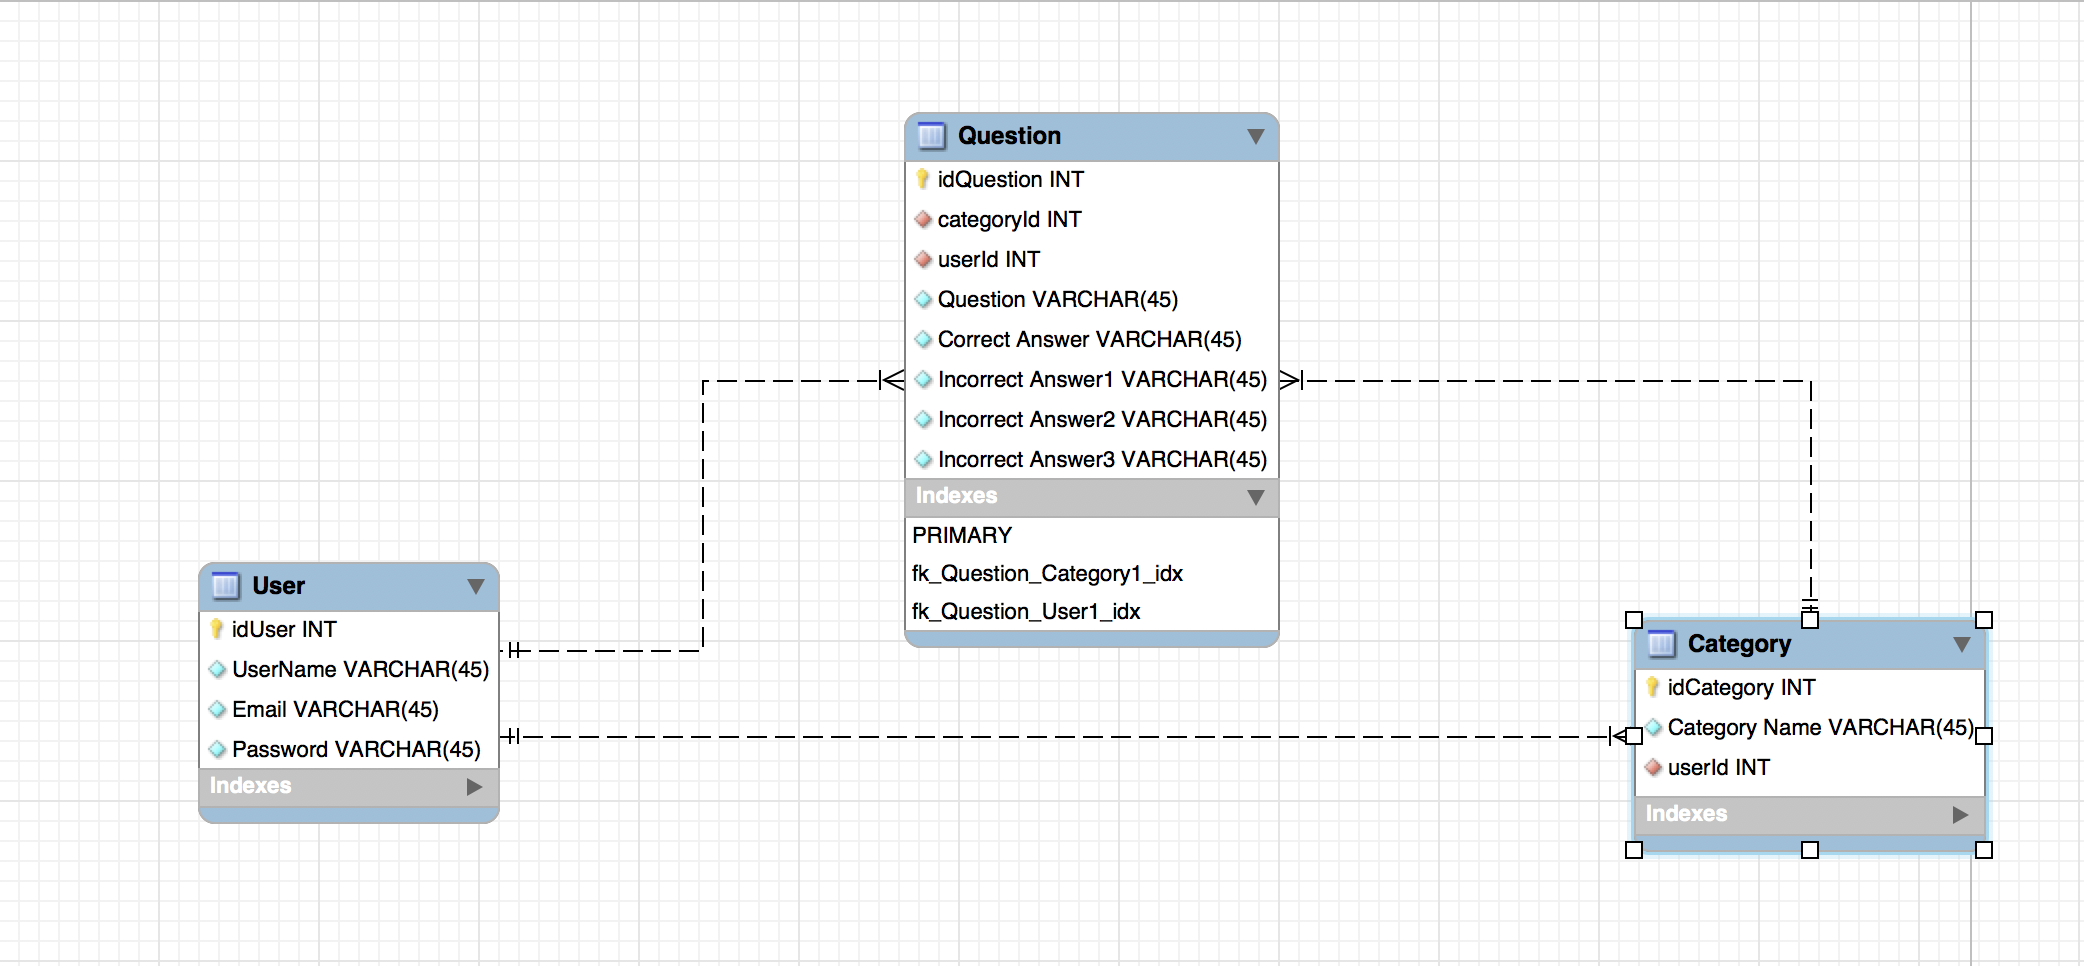 Question
idQuestion INT
categoryId INT
userId INT
Question VARCHAR(45)
Correct Answer VARCHAR(45)
Incorrect Answer1 VARCHAR(45)
Incorrect Answer2 VARCHAR(45)
Incorrect Answer3 VARCHAR(45)
Indexes
PRIMARY
fk_Question_Category1_idx
fk_Question_User1_idx
User
idUser INT
UserName VARCHAR(45)
Email VARCHAR(45)
Password VARCHAR(45)
Indexes
Category
idCategory INT
Category Name VARCHAR(45)
userId INT
Indexes